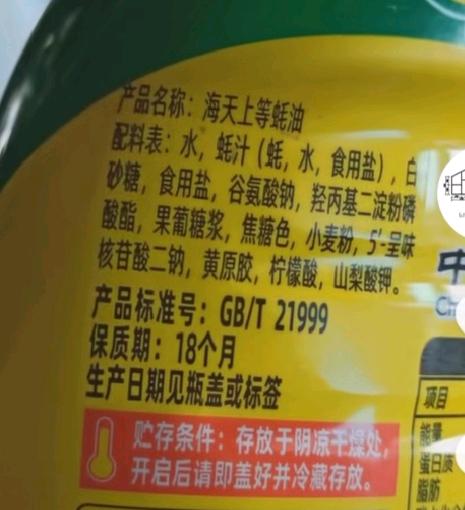 产品名称：海天上等蚝油
配料表：水，蚝汁（蚝，水，食用盐），白
砂糖，食用盐，谷氨酸钠，羟丙基二淀粉磷
酸酯，果葡糖浆，焦糖色，小麦粉，5'-呈味
核苷酸二钠，黄原胶，柠檬酸，山梨酸钾。
产品标准号：GB/T 21999
保质期：18个月
生产日期见瓶盖或标签
贮存条件：存放于阴凉干燥处，
开启后请即盖好并冷藏存放。
中
Ch
项目
能量
蛋白质
脂肪